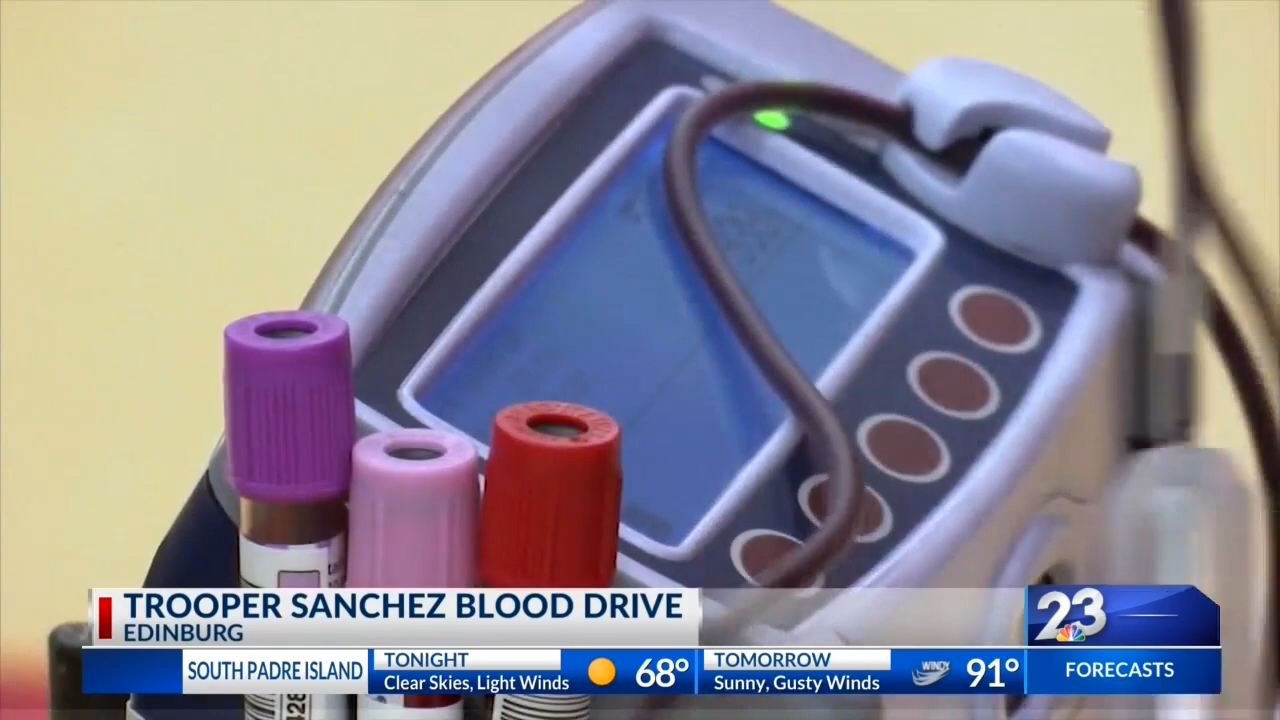 TROOPER SANCHEZ BLOOD DRIVE
EDINBURG
23
SOUTH PADRE ISLAND
TONIGHT
Clear Skies, Light Winds
68°
TOMORROW
Sunny, Gusty Winds
WINDY
91°
FORECASTS